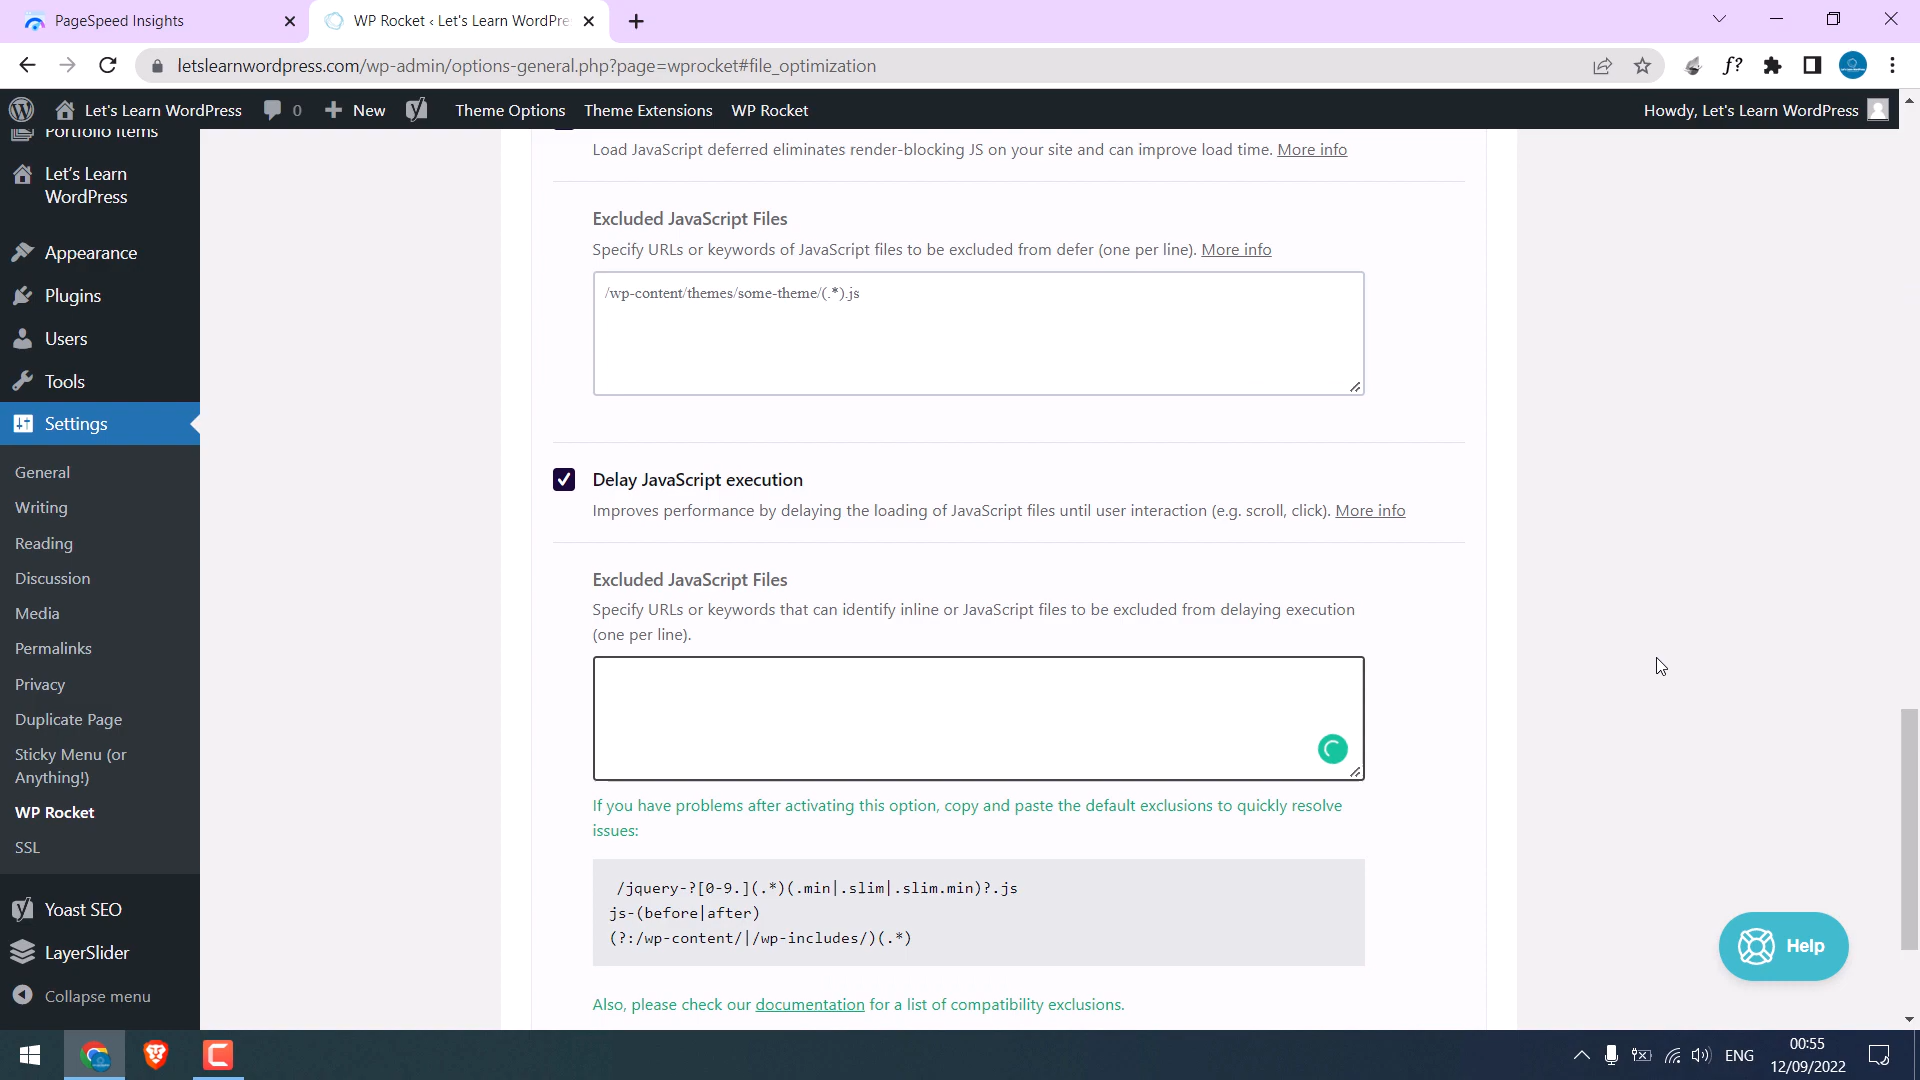 PageSpeed Insights
WP Rocket ‹ Let's Learn WordPre
letslearnwordpress.com/wp-admin/options-general.php?page=wprocket#file_optimization
f?
Let's Learn WordPress
0
New
Theme Options
Theme Extensions
WP Rocket
Howdy, Let's Learn WordPress
Portfolio Items
Let's Learn
WordPress
Appearance
Plugins
Users
Tools
Settings
General
Writing
Reading
Discussion
Media
Permalinks
Privacy
Duplicate Page
Sticky Menu (or
Anything!)
WP Rocket
SSL
Yoast SEO
LayerSlider
Collapse menu
Load JavaScript deferred eliminates render-blocking JS on your site and can improve load time. More info
Excluded JavaScript Files
Specify URLs or keywords of JavaScript files to be excluded from defer (one per line). More info
/wp-content/themes/some-theme/(.*).js
Delay JavaScript execution
Improves performance by delaying the loading of JavaScript files until user interaction (e.g. scroll, click). More info
Excluded JavaScript Files
Specify URLs or keywords that can identify inline or JavaScript files to be excluded from delaying execution
(one per line).
If you have problems after activating this option, copy and paste the default exclusions to quickly resolve
issues:
/jquery-?[0-9.](.*)(.min|.slim|.slim.min)?.js
js-(before|after)
(?:/wp-content/|/wp-includes/)(.*)
Also, please check our documentation for a list of compatibility exclusions.
Help
ENG
00:55
12/09/2022